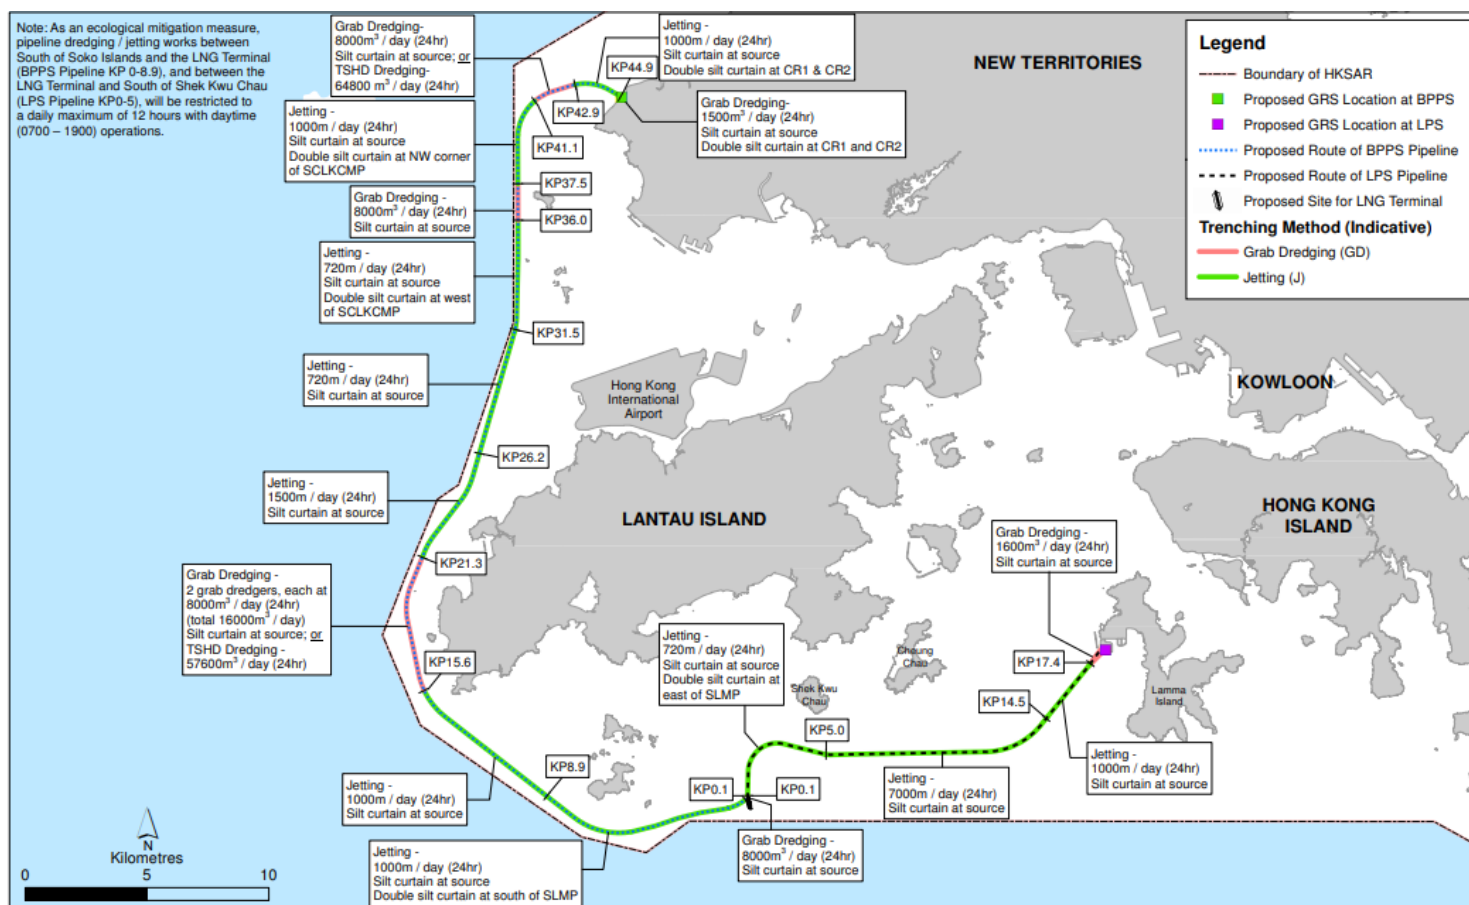 Note: As an ecological mitigation measure,
pipeline dredging / jetting works between
South of Soko Islands and the LNG Terminal
(BPPS Pipeline KP 0-8.9), and between the
LNG Terminal and South of Shek Kwu Chau
(LPS Pipeline KP0-5), will be restricted to
a daily maximum of 12 hours with daytime
(0700 – 1900) operations.
Grab Dredging-
8000m³ / day (24hr)
Silt curtain at source; or
TSHD Dredging-
64800 m³ / day (24hr)
Jetting -
1000m / day (24hr)
Silt curtain at source
Double silt curtain at CR1 & CR2
KP44.9
KP42.9
Grab Dredging-
1500m³ / day (24hr)
Silt curtain at source
Double silt curtain at CR1 and CR2
NEW TERRITORIES
Legend
Boundary of HKSAR
Proposed GRS Location at BPPS
Proposed GRS Location at LPS
Proposed Route of BPPS Pipeline
Proposed Route of LPS Pipeline
Proposed Site for LNG Terminal
Trenching Method (Indicative)
Grab Dredging (GD)
Jetting (J)
Jetting -
1000m / day (24hr)
Silt curtain at source
Double silt curtain at NW corner
of SCLKCMP
KP41.1
KP37.5
Grab Dredging -
8000m³ / day (24hr)
Silt curtain at source
KP36.0
Jetting -
720m / day (24hr)
Silt curtain at source
Double silt curtain at west
of SCLKCMP
KP31.5
Jetting -
720m / day (24hr)
Silt curtain at source
Hong Kong
International
Airport
KOWLOON
KP26.2
Jetting -
1500m / day (24hr)
Silt curtain at source
LANTAU ISLAND
HONG KONG
ISLAND
KP21.3
Grab Dredging -
2 grab dredgers, each at
8000m³ / day (24hr)
(total 16000m³ / day)
Silt curtain at source; or
TSHD Dredging -
57600m³ / day (24hr)
KP15.6
Grab Dredging -
1600m³ / day (24hr)
Silt curtain at source
Jetting -
720m / day (24hr)
Silt curtain at source
Double silt curtain at
east of SLMP
Cheung
Chau
Shek Kwu
Chau
KP17.4
Lamma
Island
KP14.5
KP5.0
KP8.9
KP0.1
KP0.1
Jetting -
1000m / day (24hr)
Silt curtain at source
Jetting -
7000m / day (24hr)
Silt curtain at source
Jetting -
1000m / day (24hr)
Silt curtain at source
Grab Dredging -
8000m³ / day (24hr)
Silt curtain at source
Jetting -
1000m / day (24hr)
Silt curtain at source
Double silt curtain at south of SLMP
N
Kilometres
0 5 10